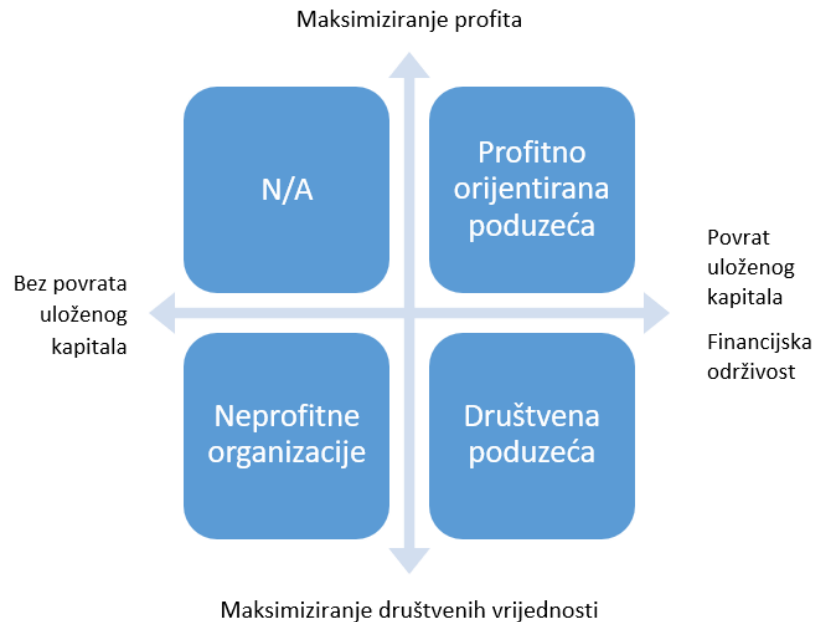 Maksimiziranje profita
N/A
Profitno
orijentirana
poduzeća
Bez povrata
uloženog
kapitala
Povrat
uloženog
kapitala
Financijska
održivost
Neprofitne
organizacije
Društvena
poduzeća
Maksimiziranje društvenih vrijednosti